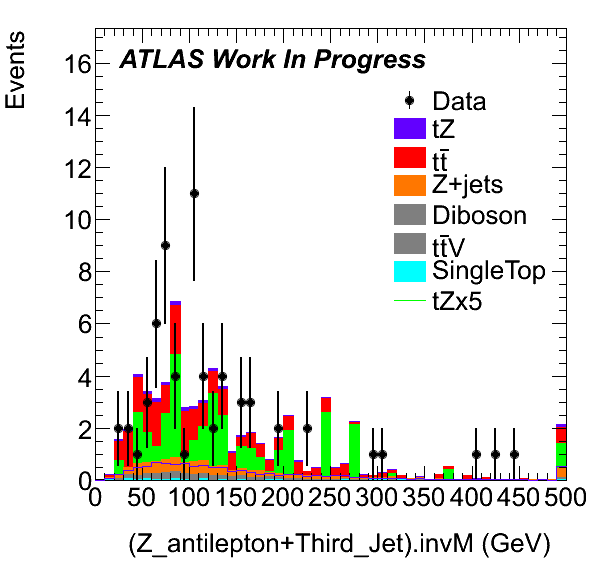 Events
ATLAS Work In Progress
16
14
12
10
8
6
4
2
0
Data
tZ
tt̄
Z+jets
Diboson
tt̄V
SingleTop
tZx5
0 50 100 150 200 250 300 350 400 450 500
(Z_antilepton+Third_Jet).invM (GeV)